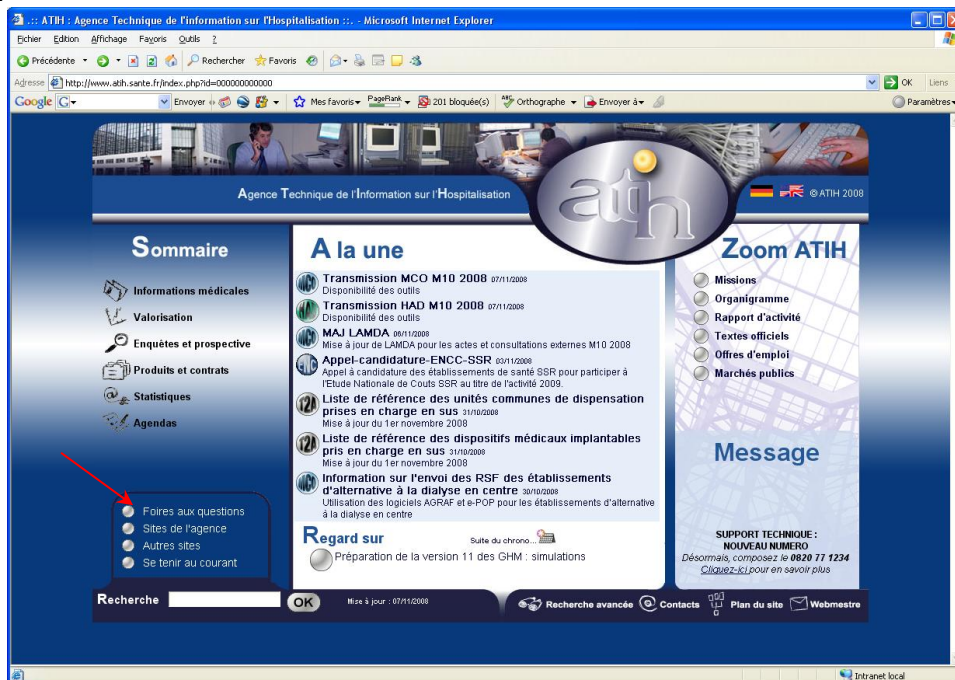 .:: ATIH : Agence Technique de l'information sur l'Hospitalisation ::. - Microsoft Internet Explorer
Fichier Edition Affichage Favoris Outils ?
Précédente Rechercher Favoris
Adresse http://www.atih.sante.fr/index.php?id=000000000000 OK Liens
Google G Envoyer Mes favoris PageRank 201 bloquée(s) ABC Orthographe Envoyer à Paramètres
atih
Agence Technique de l'Information sur l'Hospitalisation
© ATIH 2008
Sommaire
Informations médicales
Valorisation
Enquêtes et prospective
Produits et contrats
Statistiques
Agendas
Foires aux questions
Sites de l'agence
Autres sites
Se tenir au courant
A la une
MCO Transmission MCO M10 2008 07/11/2008
Disponibilité des outils
HAD Transmission HAD M10 2008 07/11/2008
Disponibilité des outils
MCO MAJ LAMDA 06/11/2008
Mise à jour de LAMDA pour les actes et consultations externes M10 2008
Appel-candidature-ENCC-SSR 03/11/2008
Appel à candidature des établissements de santé SSR pour participer à
l'Etude Nationale de Couts SSR au titre de l'activité 2009.
T2A Liste de référence des unités communes de dispensation
prises en charge en sus 31/10/2008
Mise à jour du 1er novembre 2008
T2A Liste de référence des dispositifs médicaux implantables
pris en charge en sus 31/10/2008
Mise à jour du 1er novembre 2008
MCO Information sur l'envoi des RSF des établissements
d'alternative à la dialyse en centre 30/10/2008
Utilisation des logiciels AGRAF et e-POP pour les établissements d'alternative
à la dialyse en centre
Regard sur Suite du chrono...
Préparation de la version 11 des GHM : simulations
Zoom ATIH
Missions
Organigramme
Rapport d'activité
Textes officiels
Offres d'emploi
Marchés publics
Message
SUPPORT TECHNIQUE :
NOUVEAU NUMERO
Désormais, composez le 0820 77 1234
Cliquez-ici pour en savoir plus
Recherche OK Mise à jour : 07/11/2008 Recherche avancée Contacts Plan du site Webmestre
Intranet local